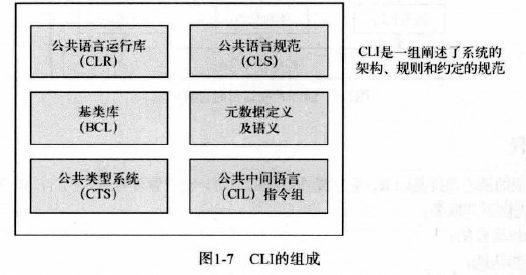 公共语言运行库
(CLR)
公共语言规范
(CLS)
CLI是一组阐述了系统的
架构、规则和约定的规范
基类库
(BCL)
元数据定义
及语义
公共类型系统
(CTS)
公共中间语言
(CIL)指令组
图1-7 CLI的组成